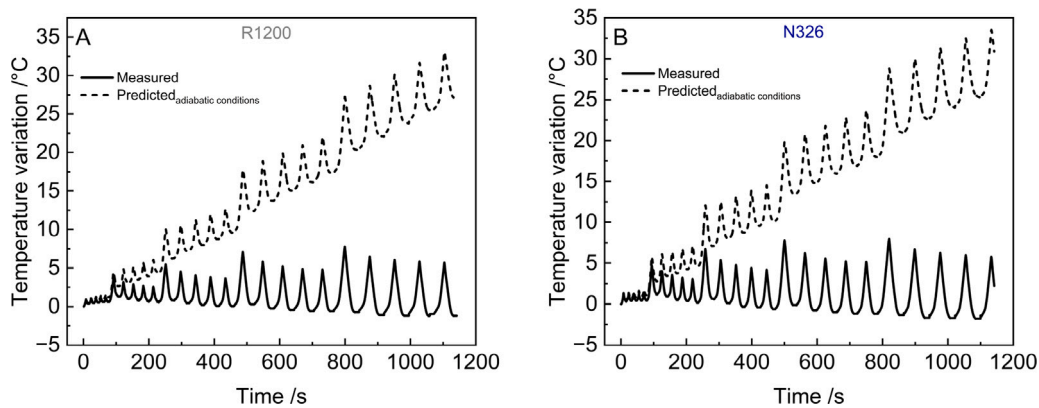 A
R1200
Measured
Predicted adiabatic conditions
Temperature variation /°C
35
30
25
20
15
10
5
0
−5
0
200
400
600
800
1000
1200
Time /s
B
N326
Measured
Predicted adiabatic conditions
Temperature variation /°C
35
30
25
20
15
10
5
0
−5
0
200
400
600
800
1000
1200
Time /s